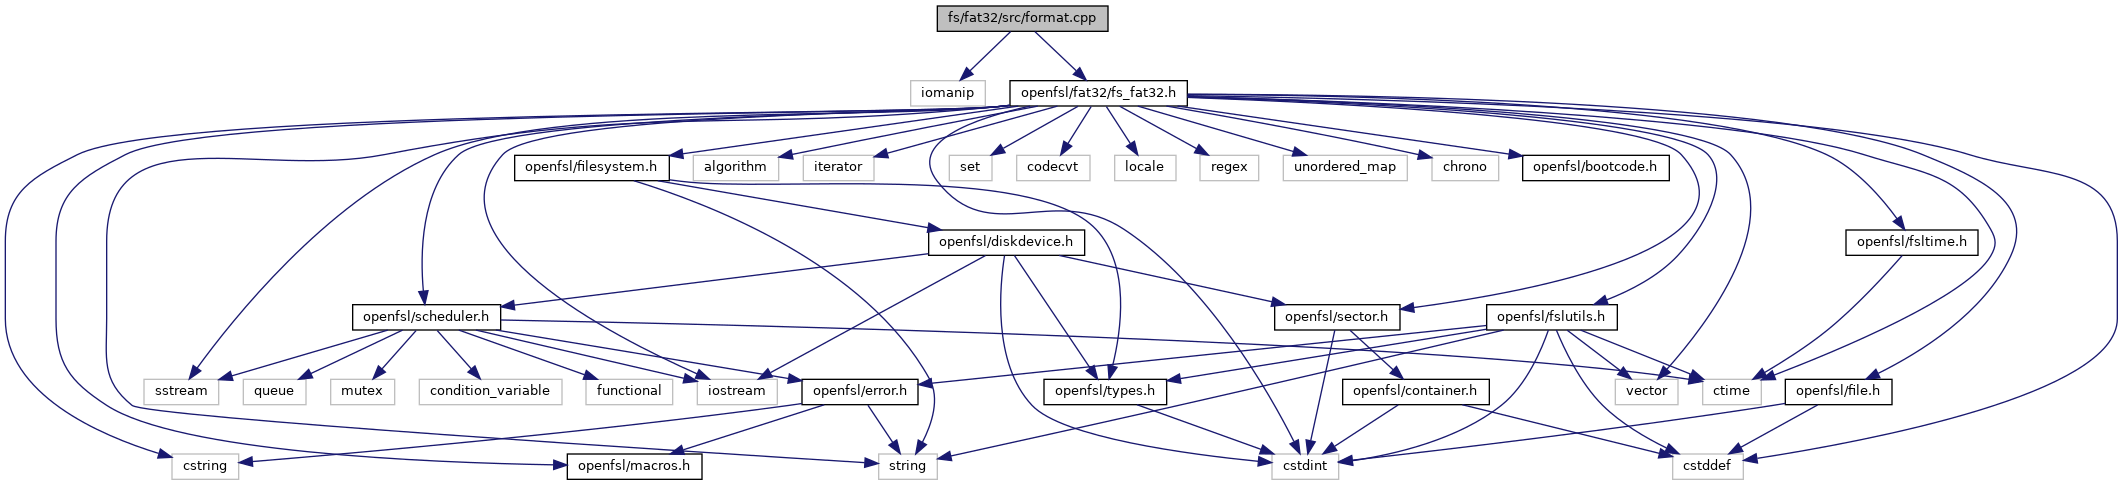 fs/fat32/src/format.cpp
iomanip
openfsl/fat32/fs_fat32.h
openfsl/filesystem.h
algorithm
iterator
set
codecvt
locale
regex
unordered_map
chrono
openfsl/bootcode.h
openfsl/diskdevice.h
openfsl/fsltime.h
openfsl/scheduler.h
openfsl/sector.h
openfsl/fslutils.h
sstream
queue
mutex
condition_variable
functional
iostream
openfsl/error.h
openfsl/types.h
openfsl/container.h
vector
ctime
openfsl/file.h
cstring
openfsl/macros.h
string
cstdint
cstddef